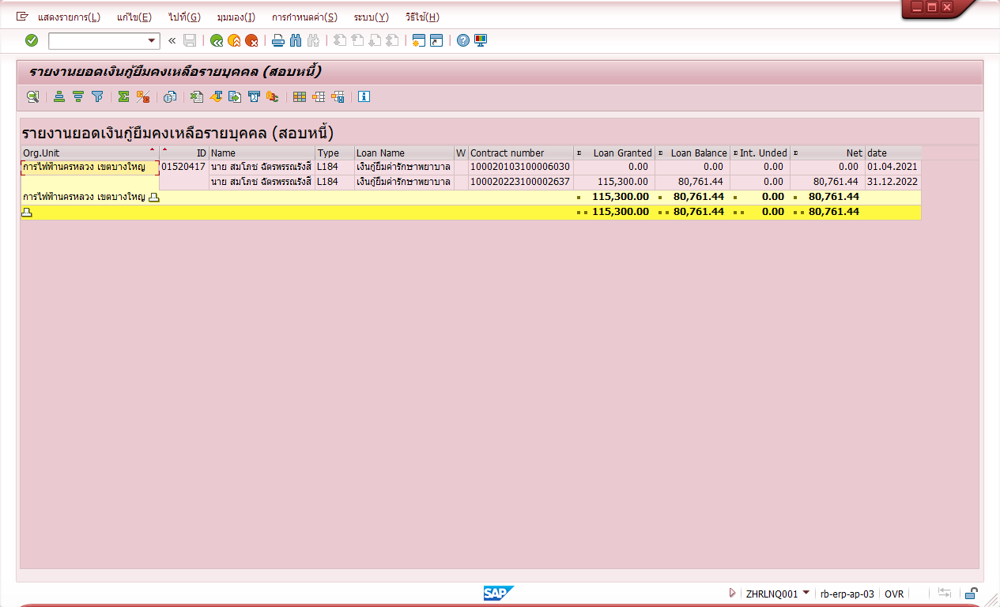 แสดงรายการ(L) แก้ไข(E) ไปที่(G) มุมมอง(I) การกำหนดค่า(S) ระบบ(Y) วิธีใช้(H)
รายงานยอดเงินกู้ยืมคงเหลือรายบุคคล (สอบหนี้)
รายงานยอดเงินกู้ยืมคงเหลือรายบุคคล (สอบหนี้)
Org.Unit ID Name Type Loan Name W Contract number Σ Loan Granted Σ Loan Balance Σ Int. Unded Σ Net date
การไฟฟ้านครหลวง เขตบางใหญ่ 01520417 นาย สมโภช ฉัตรพรรณรังสี L184 เงินกู้ยืมค่ารักษาพยาบาล 100020103100006030 0.00 0.00 0.00 0.00 01.04.2021
นาย สมโภช ฉัตรพรรณรังสี L184 เงินกู้ยืมค่ารักษาพยาบาล 100020223100002637 115,300.00 80,761.44 0.00 80,761.44 31.12.2022
การไฟฟ้านครหลวง เขตบางใหญ่ 115,300.00 80,761.44 0.00 80,761.44
115,300.00 80,761.44 0.00 80,761.44
SAP ZHRLNQ001 rb-erp-ap-03 OVR